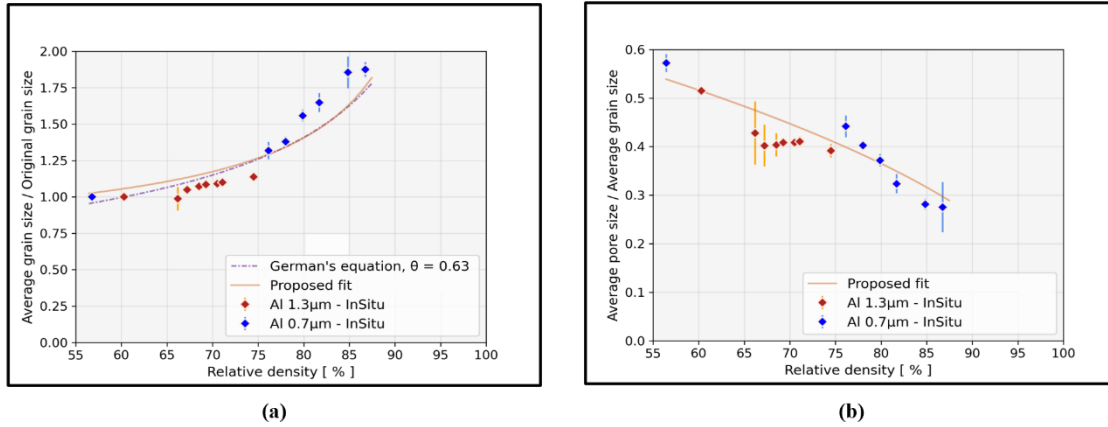 Average grain size / Original grain size
2.00
1.75
1.50
1.25
1.00
0.75
0.50
0.25
0.00
German's equation, θ = 0.63
Proposed fit
Al 1.3μm - InSitu
Al 0.7μm - InSitu
55 60 65 70 75 80 85 90 95 100
Relative density [ % ]
(a)
Average pore size / Average grain size
0.6
0.5
0.4
0.3
0.2
0.1
0.0
Proposed fit
Al 1.3μm - InSitu
Al 0.7μm - InSitu
55 60 65 70 75 80 85 90 95 100
Relative density [ % ]
(b)